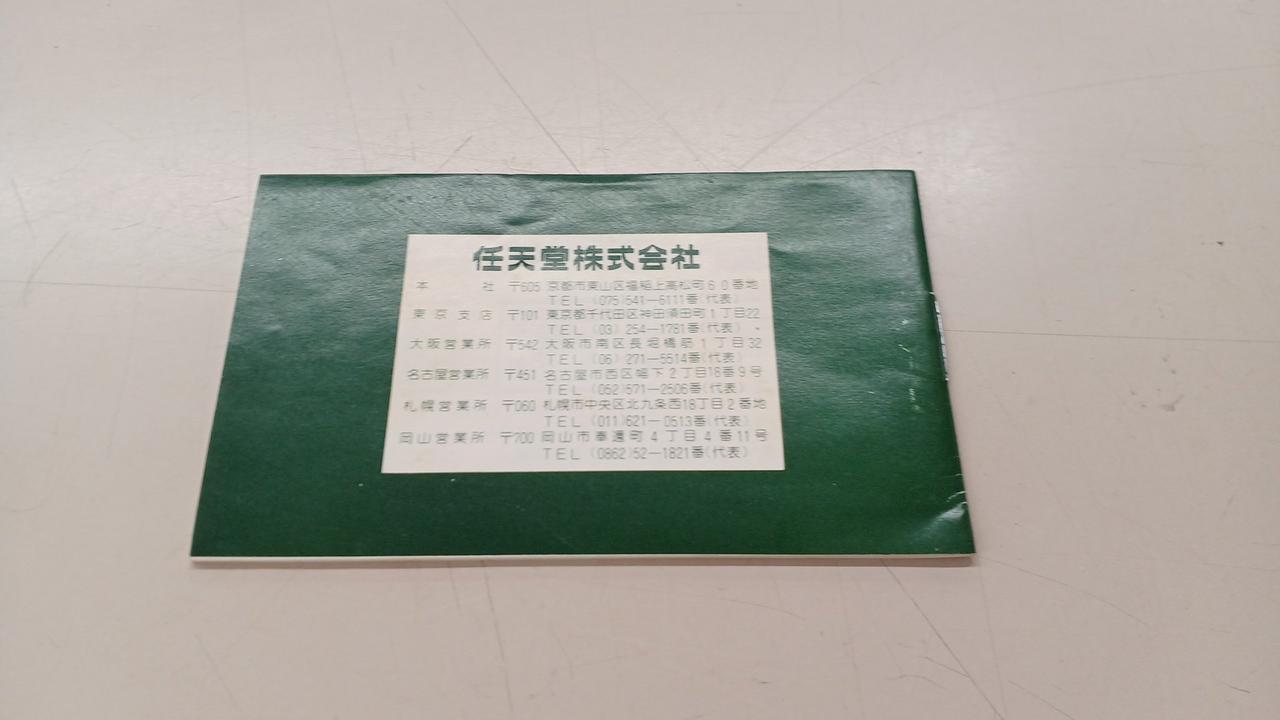 任天堂株式会社
本社 〒605 京都市東山区福稲上高松町60番地
TEL (075)541-6111番(代表)
東京支店 〒101 東京都千代田区神田須田町1丁目22
TEL (03) 254-1781番(代表)
大阪営業所 〒542 大阪市南区長堀橋筋1丁目32
TEL (06) 271-5514番(代表)
名古屋営業所 〒451 名古屋市西区幅下2丁目18番9号
TEL (052)571-2506番(代表)
札幌営業所 〒060 札幌市中央区北九条西18丁目2番地
TEL (011)621-0513番(代表)
岡山営業所 〒700 岡山市奉還町4丁目4番11号
TEL (0862)52-1821番(代表)